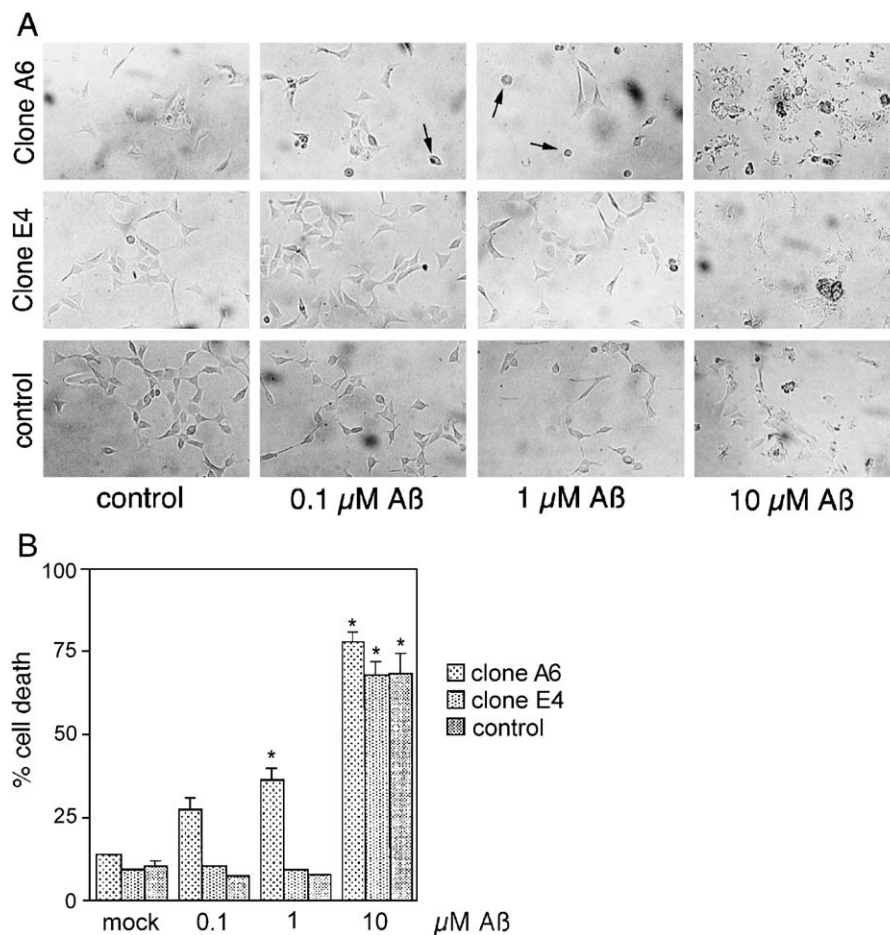 A
Clone A6
Clone E4
control
control 0.1 µM Aß 1 µM Aß 10 µM Aß
B
100
75
50
25
0
% cell death
* * * *
clone A6
clone E4
control
mock 0.1 1 10 µM Aß